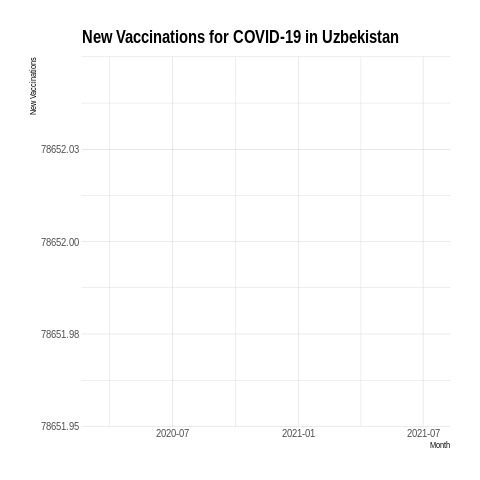 New Vaccinations for COVID-19 in Uzbekistan
New Vaccinations
78652.03
78652.00
78651.98
78651.95
2020-07 2021-01 2021-07
Month